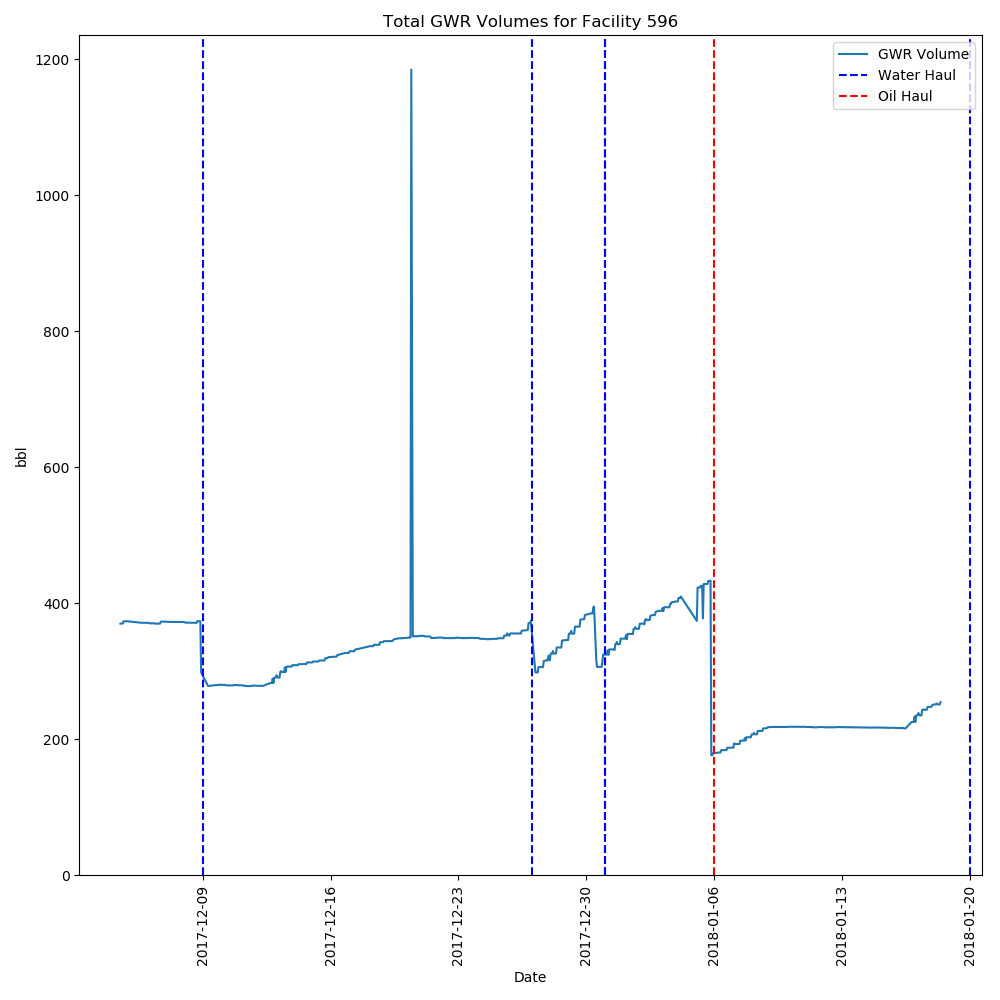 Total GWR Volumes for Facility 596
GWR Volume
Water Haul
Oil Haul
bbl
1200
1000
800
600
400
200
0
2017-12-09
2017-12-16
2017-12-23
2017-12-30
2018-01-06
2018-01-13
2018-01-20
Date